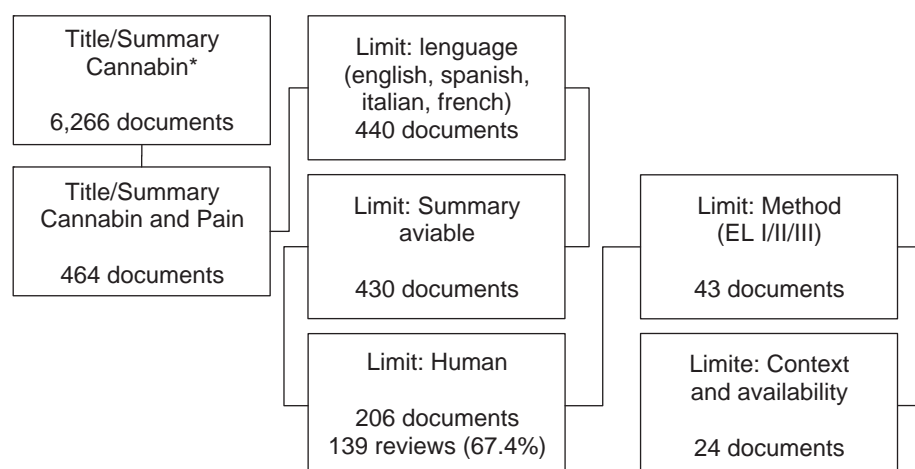 Title/Summary
Cannabin*
6,266 documents
Title/Summary
Cannabin and Pain
464 documents
Limit: lenguage
(english, spanish,
italian, french)
440 documents
Limit: Summary
aviable
430 documents
Limit: Human
206 documents
139 reviews (67.4%)
Limit: Method
(EL I/II/III)
43 documents
Limite: Context
and availability
24 documents